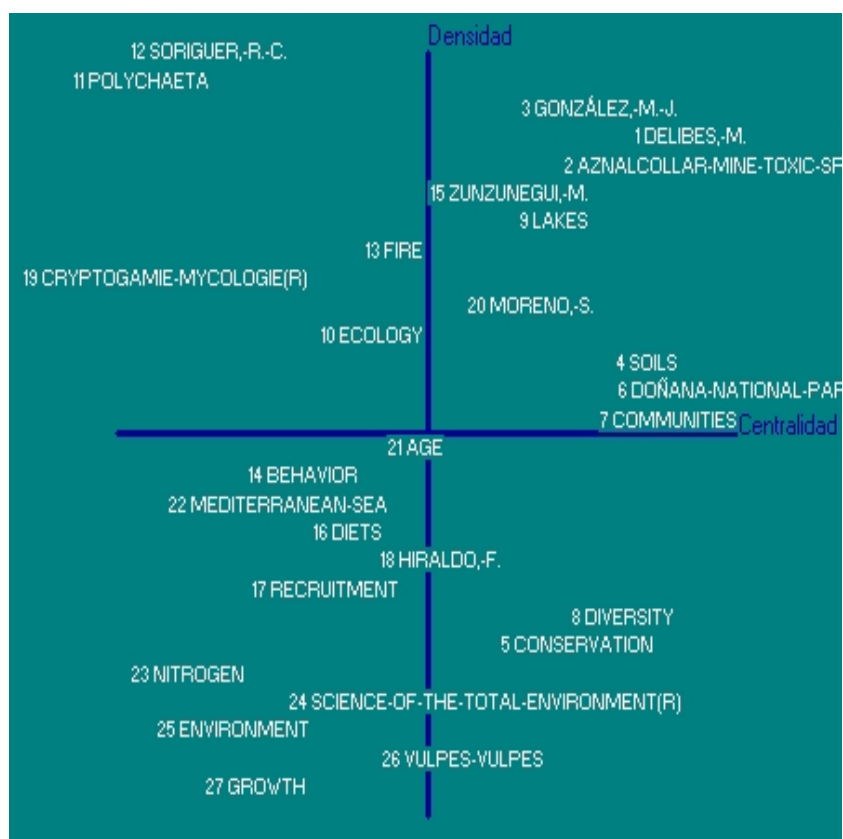 Densidad
12 SORIGUER,-R.-C.
11 POLYCHAETA
3 GONZÁLEZ,-M.-J.
1 DELIBES,-M.
2 AZNALCOLLAR-MINE-TOXIC-SP
15 ZUNZUNEGUI,-M.
9 LAKES
13 FIRE
19 CRYPTOGAMIE-MYCOLOGIE(R)
20 MORENO,-S.
10 ECOLOGY
4 SOILS
6 DOÑANA-NATIONAL-PAR
7 COMMUNITIES Centralidad
21 AGE
14 BEHAVIOR
22 MEDITERRANEAN-SEA
16 DIETS
18 HIRALDO,-F.
17 RECRUITMENT
8 DIVERSITY
5 CONSERVATION
23 NITROGEN
24 SCIENCE-OF-THE-TOTAL-ENVIRONMENT(R)
25 ENVIRONMENT
26 VULPES-VULPES
27 GROWTH